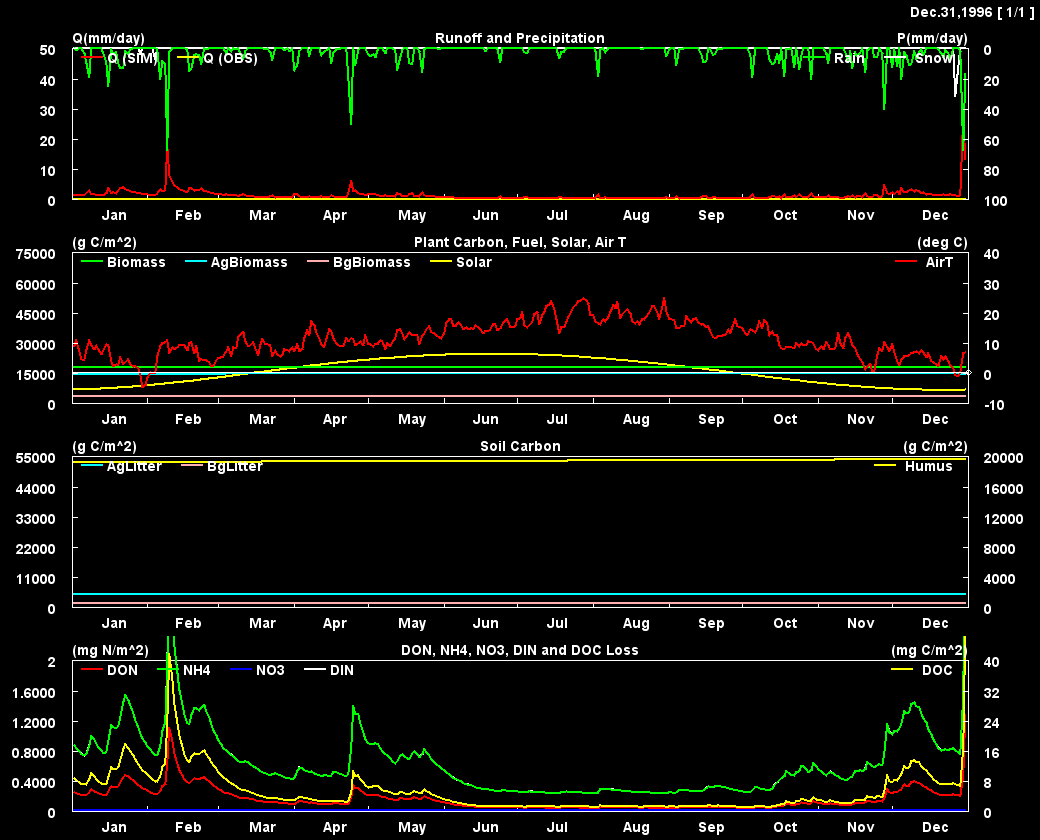 Dec.31,1996 [ 1/1 ]
Q(mm/day) Runoff and Precipitation P(mm/day)
50 Q (SIM) Q (OBS) Rain Snow 0
40 20
30 40
20 60
10 80
0 100
Jan Feb Mar Apr May Jun Jul Aug Sep Oct Nov Dec
(g C/m^2) Plant Carbon, Fuel, Solar, Air T (deg C)
75000 40
Biomass AgBiomass BgBiomass Solar AirT
60000 30
45000 20
30000 10
15000 0
0 -10
Jan Feb Mar Apr May Jun Jul Aug Sep Oct Nov Dec
(g C/m^2) Soil Carbon (g C/m^2)
55000 20000
AgLitter BgLitter Humus
44000 16000
33000 12000
22000 8000
11000 4000
0 0
Jan Feb Mar Apr May Jun Jul Aug Sep Oct Nov Dec
(mg N/m^2) DON, NH4, NO3, DIN and DOC Loss (mg C/m^2)
2 40
DON NH4 NO3 DIN DOC
1.6000 32
1.2000 24
0.8000 16
0.4000 8
0 0
Jan Feb Mar Apr May Jun Jul Aug Sep Oct Nov Dec